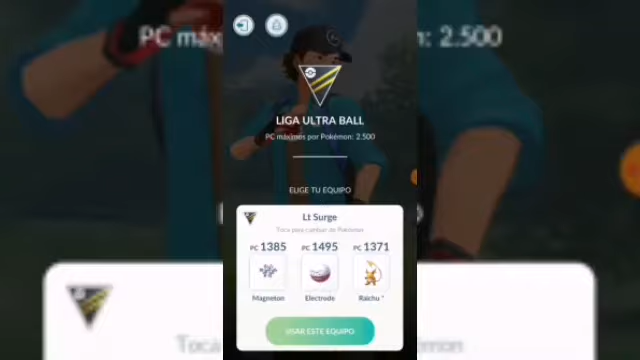 PC máx
: 2.500
LIGA ULTRA BALL
PC máximos por Pokémon: 2.500
ELIGE TU EQUIPO
Lt Surge
Toca para cambiar de Pokémon
PC 1385 PC 1495 PC 1371
Magneton Electrode Raichu
USAR ESTE EQUIPO
Toca